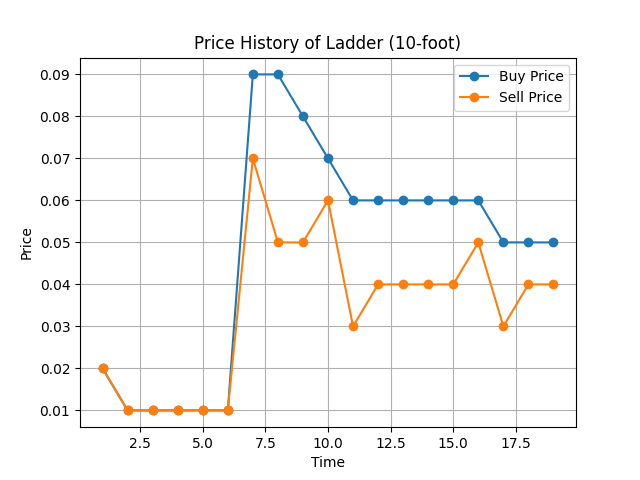 Price History of Ladder (10-foot)
Buy Price
Sell Price
Price
0.09
0.08
0.07
0.06
0.05
0.04
0.03
0.02
0.01
2.5 5.0 7.5 10.0 12.5 15.0 17.5
Time